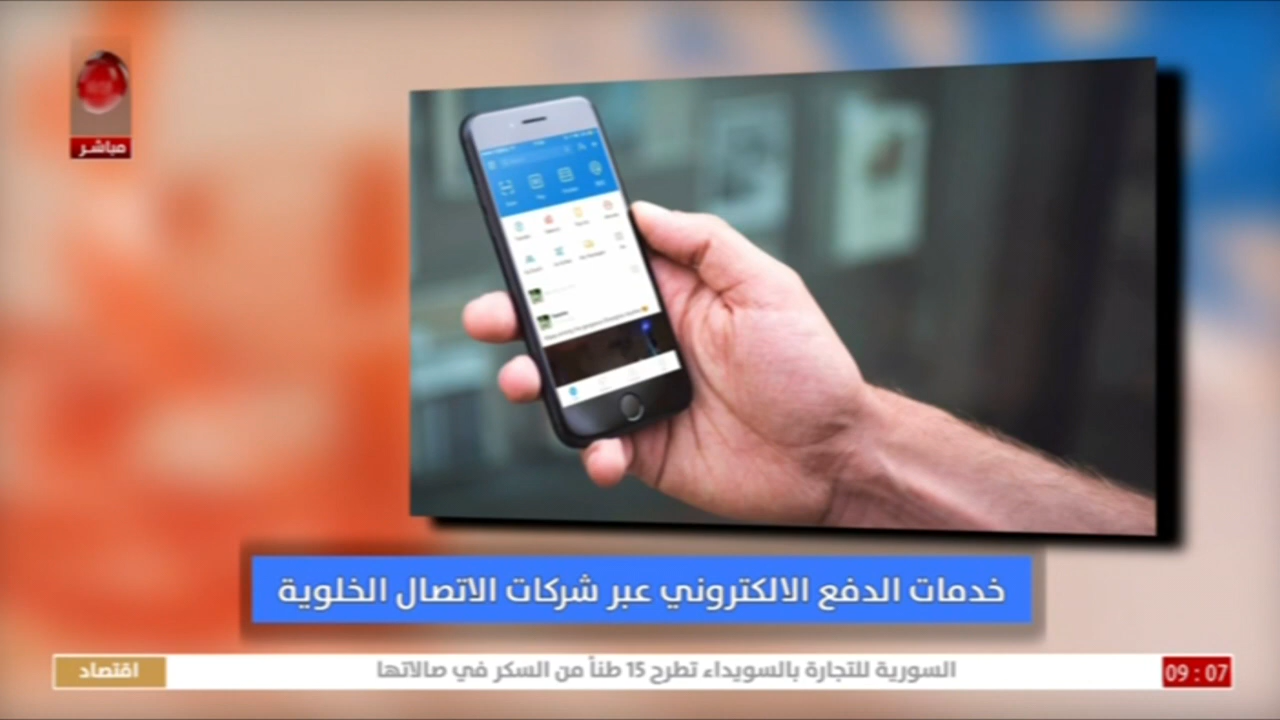 مباشر
خدمات الدفع الالكتروني عبر شركات الاتصال الخلوية
اقتصاد
السورية للتجارة بالسويداء تطرح 15 طناً من السكر في صالاتها
09:07